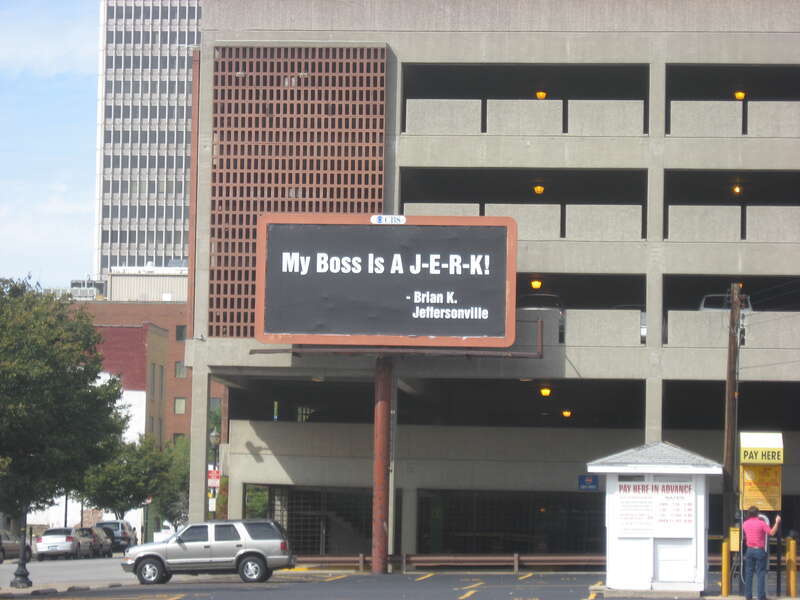 CBS
My Boss Is A J-E-R-K!
- Brian K.
Jeffersonville
PAY HERE
PAY HERE IN ADVANCE